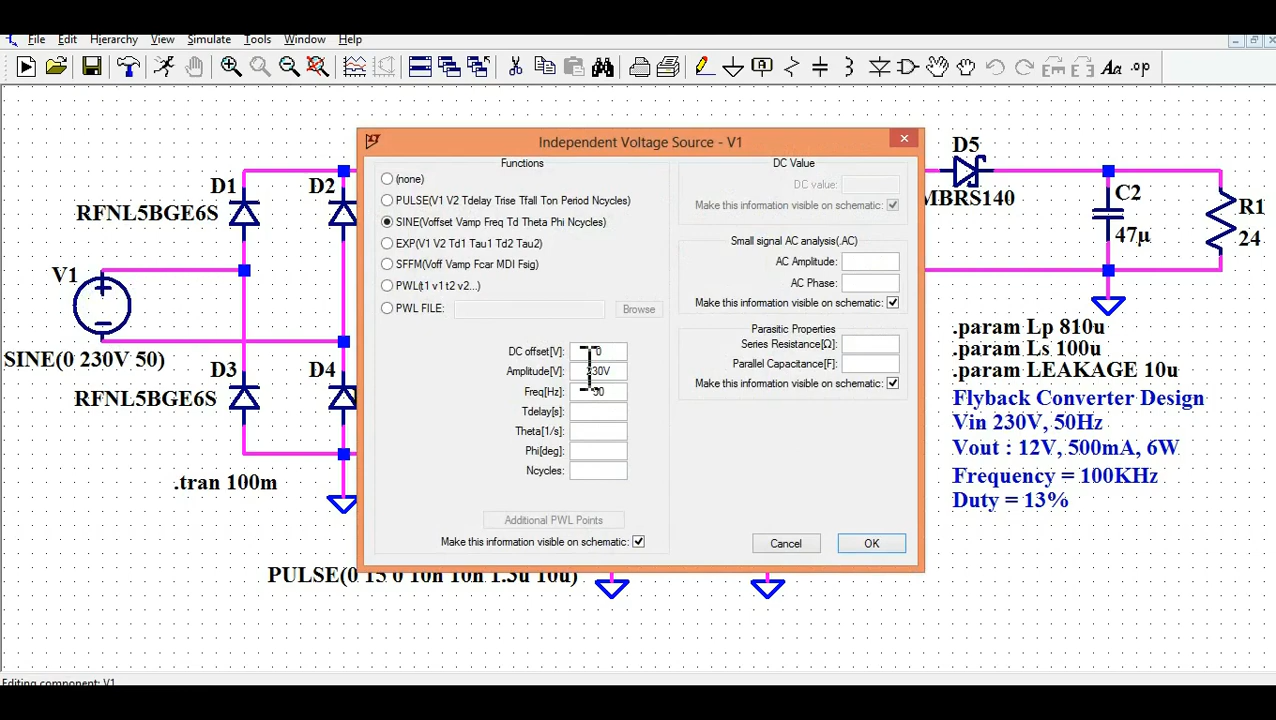 File Edit Hierarchy View Simulate Tools Window Help
Independent Voltage Source - V1
Functions
(none)
PULSE(V1 V2 Tdelay Trise Tfall Ton Period Ncycles)
SINE(Voffset Vamp Freq Td Theta Phi Ncycles)
EXP(V1 V2 Td1 Tau1 Td2 Tau2)
SFFM(Voff Vamp Fcar MDI Fsig)
PWL(t1 v1 t2 v2...)
PWL FILE: Browse
DC offset[V]: 0
Amplitude[V]: 230V
Freq[Hz]: 50
Tdelay[s]:
Theta[1/s]:
Phi[deg]:
Ncycles:
Additional PWL Points
Make this information visible on schematic:
DC Value
DC value:
Make this information visible on schematic:
Small signal AC analysis(.AC)
AC Amplitude:
AC Phase:
Make this information visible on schematic:
Parasitic Properties
Series Resistance[Ω]:
Parallel Capacitance[F]:
Make this information visible on schematic:
Cancel OK
D1
RFNL5BGE6S
D2
V1
SINE(0 230V 50)
D3
RFNL5BGE6S
D4
.tran 100m
PULSE(0 15 0 10n 10n 1.3u 10u)
D5
MBRS140
C2
47µ
R1
24
.param Lp 810u
.param Ls 100u
.param LEAKAGE 10u
Flyback Converter Design
Vin 230V, 50Hz
Vout : 12V, 500mA, 6W
Frequency = 100KHz
Duty = 13%
Aa .op
Editing component: V1